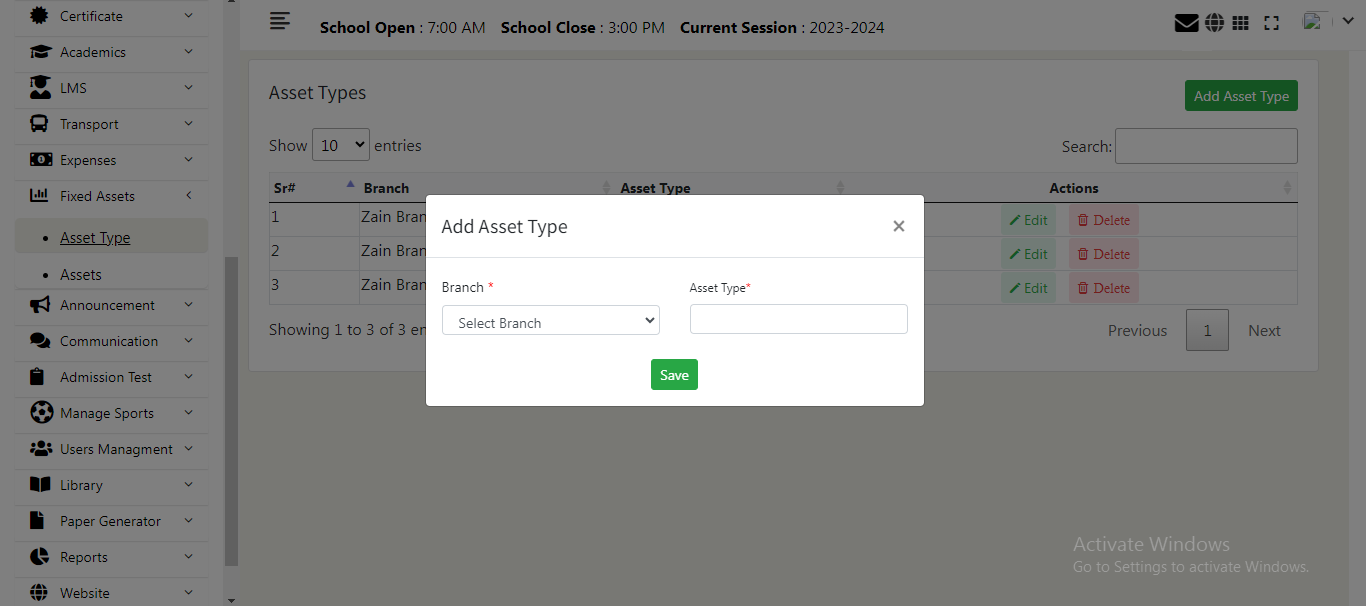 Certificate
Academics
LMS
Transport
Expenses
Fixed Assets
Asset Type
Assets
Announcement
Communication
Admission Test
Manage Sports
Users Managment
Library
Paper Generator
Reports
Website
School Open : 7:00 AM School Close : 3:00 PM Current Session : 2023-2024
Asset Types
Add Asset Type
Show 10 entries
Search:
Sr# Branch Asset Type Actions
1 Zain Bran Edit Delete
2 Zain Bran Edit Delete
3 Zain Bran Edit Delete
Showing 1 to 3 of 3 en
Previous 1 Next
Add Asset Type ×
Branch *
Asset Type*
Select Branch
Save
Activate Windows
Go to Settings to activate Windows.